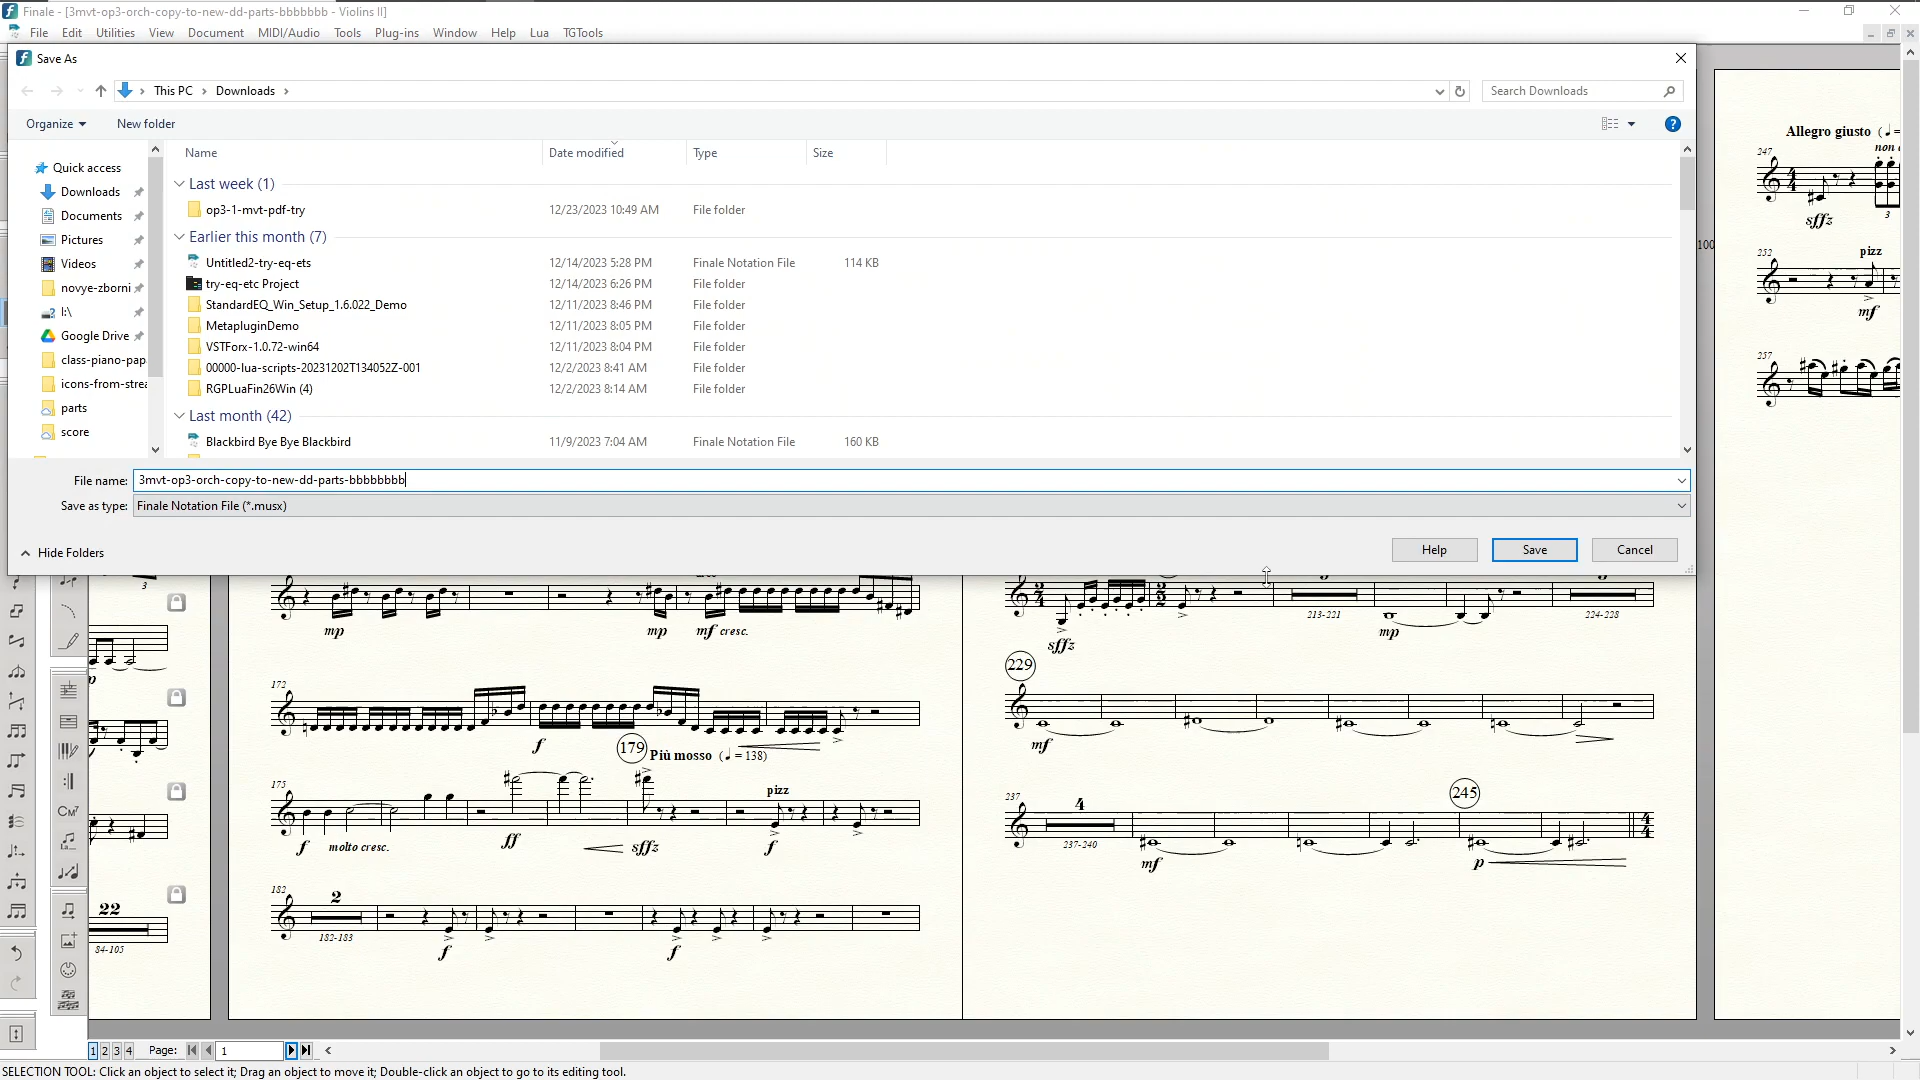 Finale - [3mvt-op3-orch-copy-to-new-dd-parts-bbbbbbb - Violins II]
File Edit Utilities View Document MIDI/Audio Tools Plug-ins Window Help Lua TGTools
Save As
This PC Downloads
Search Downloads
Organize New folder
Name Date modified Type Size
Quick access
Downloads
Documents
Pictures
Videos
novye-zborni
I:\
Google Drive
class-piano-pap
icons-from-strea
parts
score
Last week (1)
op3-1-mvt-pdf-try 12/23/2023 10:49 AM File folder
Earlier this month (7)
Untitled2-try-eq-ets 12/14/2023 5:28 PM Finale Notation File 114 KB
try-eq-etc Project 12/14/2023 6:26 PM File folder
StandardEQ_Win_Setup_1.6.022_Demo 12/11/2023 8:46 PM File folder
MetapluginDemo 12/11/2023 8:05 PM File folder
VSTForx-1.0.72-win64 12/11/2023 8:04 PM File folder
00000-lua-scripts-20231202T134052Z-001 12/2/2023 8:41 AM File folder
RGPLuaFin26Win (4) 12/2/2023 8:14 AM File folder
Last month (42)
Blackbird Bye Bye Blackbird 11/9/2023 7:04 AM Finale Notation File 160 KB
File name: 3mvt-op3-orch-copy-to-new-dd-parts-bbbbbbbb
Save as type: Finale Notation File (*.musx)
Hide Folders
Help Save Cancel
Allegro giusto (♩ =
247
non
sffz
3
100
252
pizz
mf
257
3
p
22
84-105
mp mp mf cresc.
172
f
179 Più mosso (♩ = 138)
175
pizz
f molto cresc. ff sffz f
182
2
182-183
f f
213-221
224-228
sffz
mp
229
mf
245
237
4
237-240
mf p
CM7
1 2 3 4 Page: 1
SELECTION TOOL: Click an object to select it; Drag an object to move it; Double-click an object to go to its editing tool.